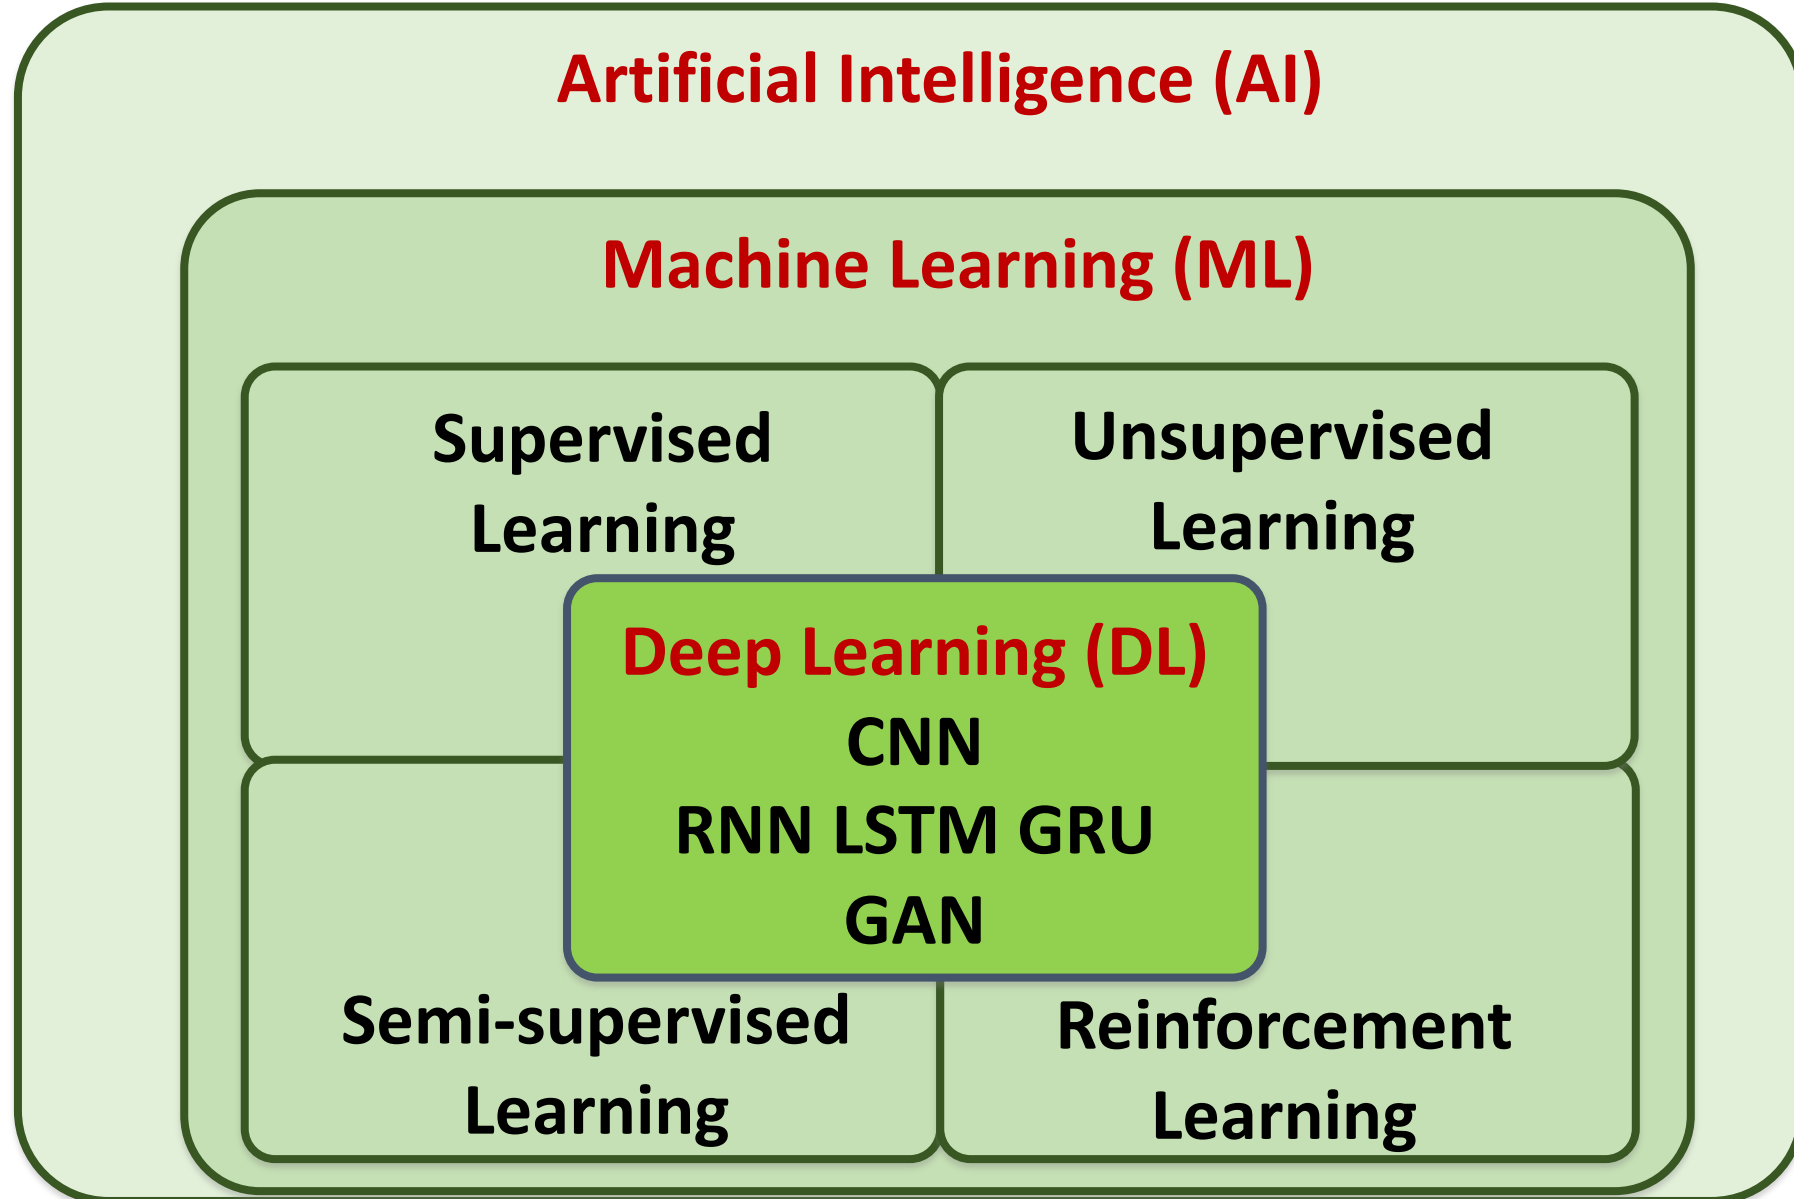 Artificial Intelligence (AI)
Machine Learning (ML)
Supervised
Learning
Unsupervised
Learning
Deep Learning (DL)
CNN
RNN LSTM GRU
GAN
Semi-supervised
Learning
Reinforcement
Learning